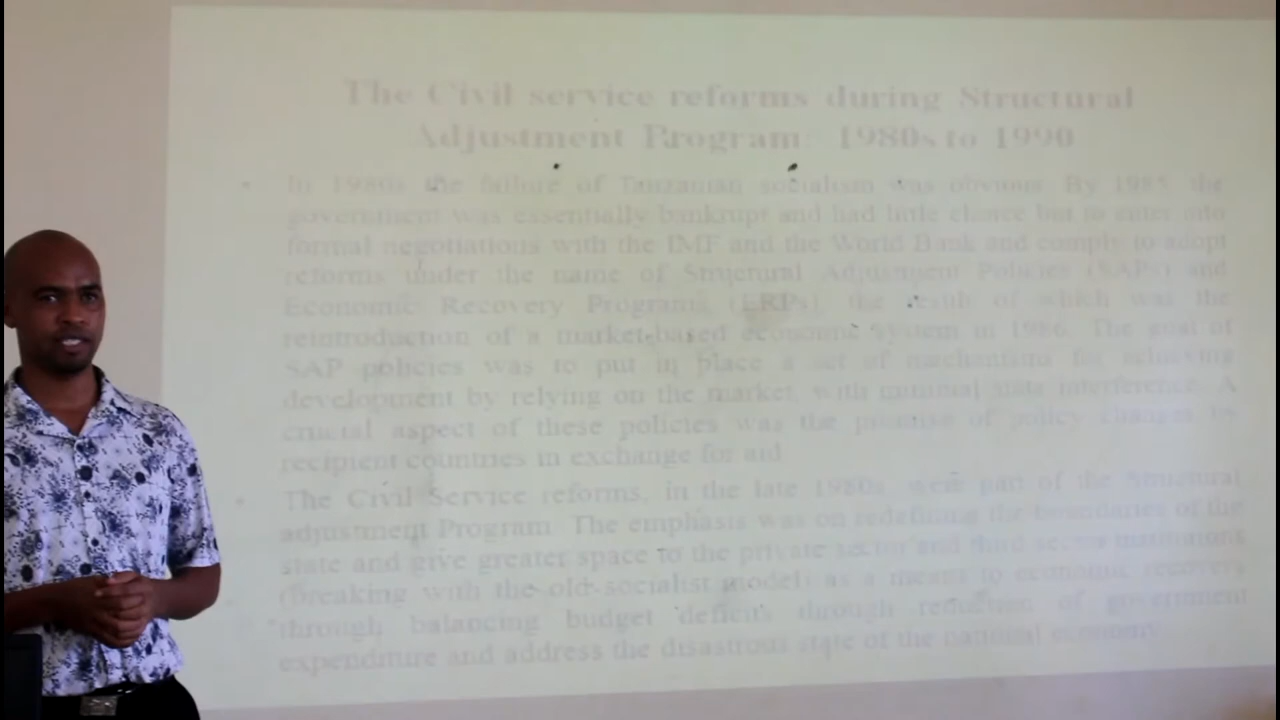 The Civil service reforms during Structural
Adjustment Program: 1980s to 1990
• In 1980s the failure of Tanzanian socialism was obvious. By 1985, the
government was essentially bankrupt and had little choice but to enter into
formal negotiations with the IMF and the World Bank and comply to adopt
reforms under the name of Structural Adjustment Policies (SAPs) and
Economic Recovery Programs (ERPs), the result of which was the
reintroduction of a market-based economic system in 1986. The goal of
SAP policies was to put in place a set of mechanism for achieving
development by relying on the market, with minimal state interference. A
crucial aspect of these policies was the promise of policy changes by
recipient countries in exchange for aid.
• The Civil Service reforms, in the late 1980s, were part of the Structural
adjustment Program. The emphasis was on redefining the boundaries of the
state and give greater space to the private sector and third institutions
(breaking with the old socialist model) as a means to economic recovery
through balancing budget deficits through reduction of government
expenditure and address the disastrous state of the national economy.